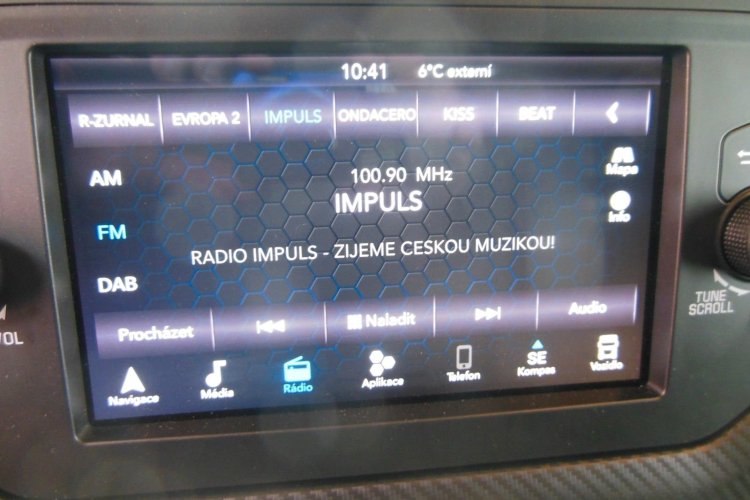 10:41 6°C externí
R-ZURNAL EVROPA 2 IMPULS ONDACERO KISS BEAT
AM 100.90 MHz Mapa
IMPULS
FM Info
RADIO IMPULS - ZIJEME CESKOU MUZIKOU!
DAB
TUNE
SCROLL
Procházet Naladit Audio
VOL
SE
Navigace Média Rádio Aplikace Telefon Kompas Vozidlo